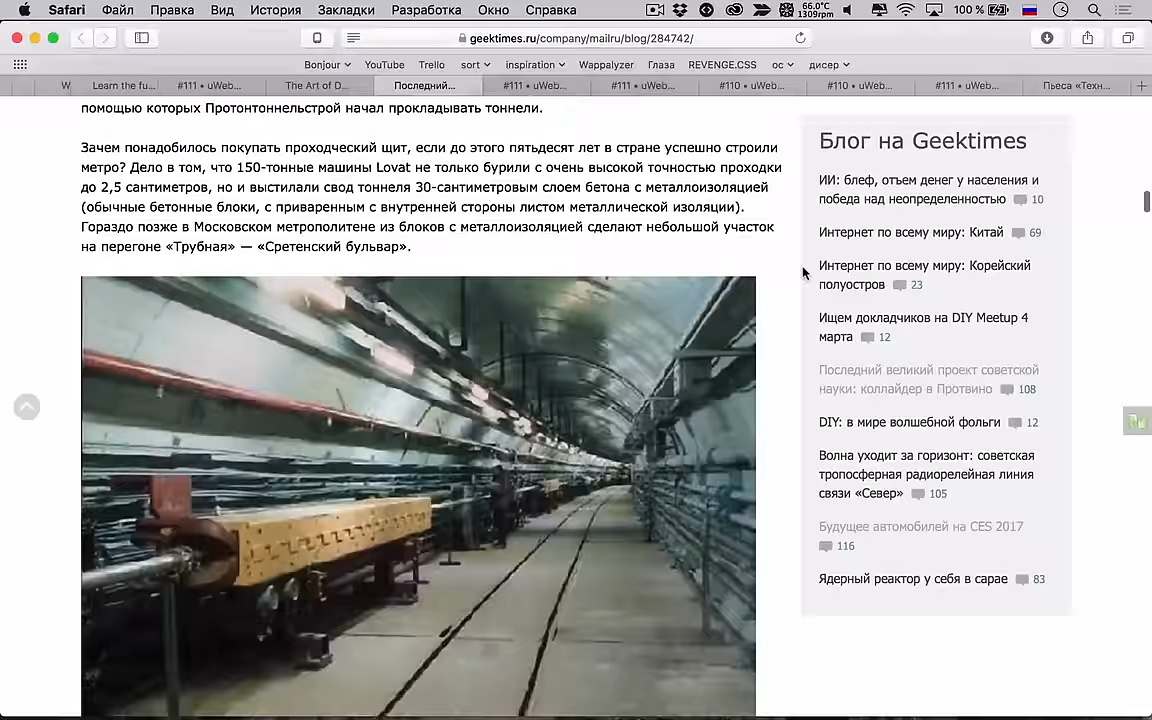 Safari Файл Правка Вид История Закладки Разработка Окно Справка 66.0°C 1309rpm 100 %
geektimes.ru/company/mailru/blog/284742/
Bonjour YouTube Trello sort inspiration Wappalyzer Глаза REVENGE.CSS ос дисер
W Learn the fu... #111 • uWeb... The Art of D... Последний... #111 • uWeb... #111 • uWeb... #110 • uWeb... #110 • uWeb... #111 • uWeb... Пьеса «Техн...
помощью которых Протонтоннельстрой начал прокладывать тоннели.
Зачем понадобилось покупать проходческий щит, если до этого пятьдесят лет в стране успешно строили
метро? Дело в том, что 150-тонные машины Lovat не только бурили с очень высокой точностью проходки
до 2,5 сантиметров, но и выстилали свод тоннеля 30-сантиметровым слоем бетона с металлоизоляцией
(обычные бетонные блоки, с приваренным с внутренней стороны листом металлической изоляции).
Гораздо позже в Московском метрополитене из блоков с металлоизоляцией сделают небольшой участок
на перегоне «Трубная» — «Сретенский бульвар».
Блог на Geektimes
ИИ: блеф, отъем денег у населения и
победа над неопределенностью 10
Интернет по всему миру: Китай 69
Интернет по всему миру: Корейский
полуостров 23
Ищем докладчиков на DIY Meetup 4
марта 12
Последний великий проект советской
науки: коллайдер в Протвино 108
DIY: в мире волшебной фольги 12
Волна уходит за горизонт: советская
тропосферная радиорелейная линия
связи «Север» 105
Будущее автомобилей на CES 2017
116
Ядерный реактор у себя в сарае 83